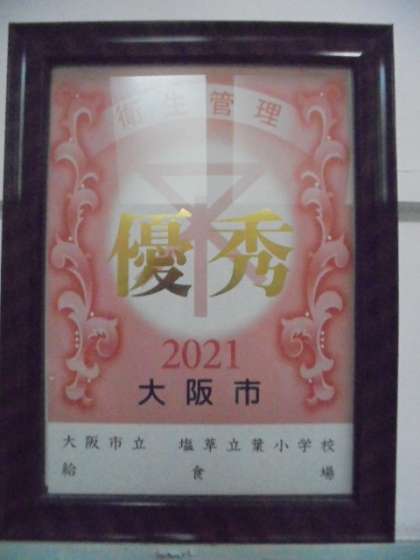 衛生管理
優秀
2021
大阪市
大阪市立 塩草立葉小学校
給食場